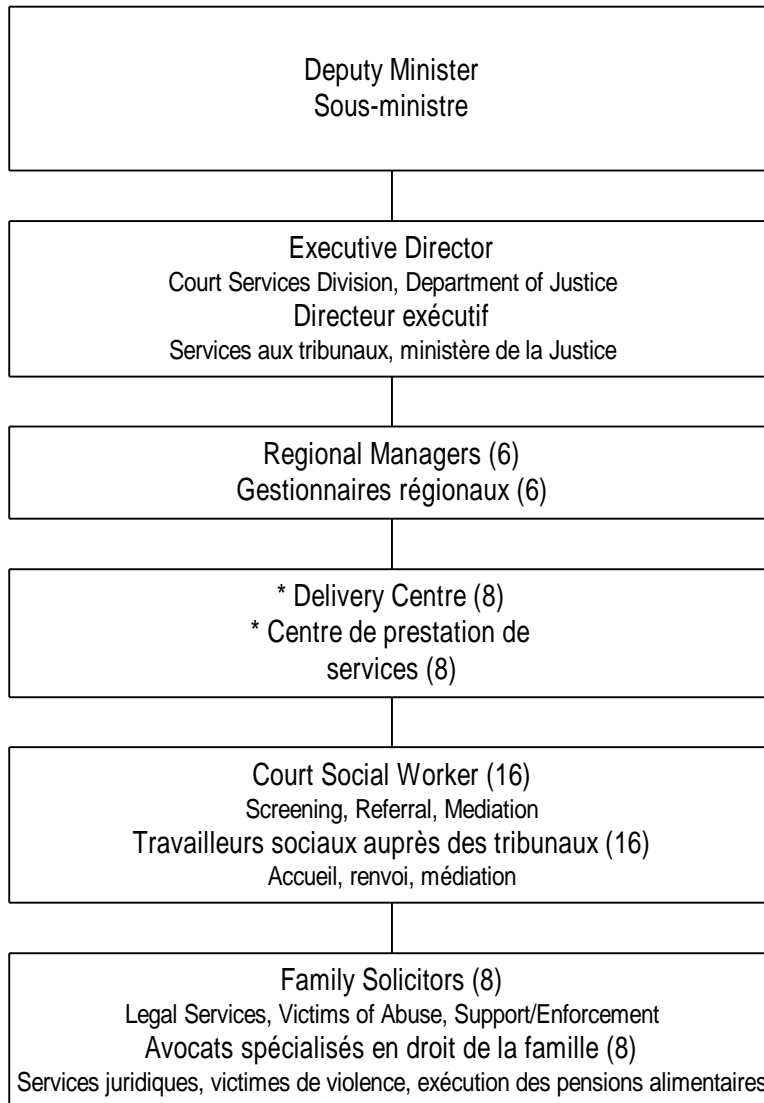 Deputy Minister
Sous-ministre
Executive Director
Court Services Division, Department of Justice
Directeur exécutif
Services aux tribunaux, ministère de la Justice
Regional Managers (6)
Gestionnaires régionaux (6)
* Delivery Centre (8)
* Centre de prestation de
services (8)
Court Social Worker (16)
Screening, Referral, Mediation
Travailleurs sociaux auprès des tribunaux (16)
Accueil, renvoi, médiation
Family Solicitors (8)
Legal Services, Victims of Abuse, Support/Enforcement
Avocats spécialisés en droit de la famille (8)
Services juridiques, victimes de violence, exécution des pensions alimentaires